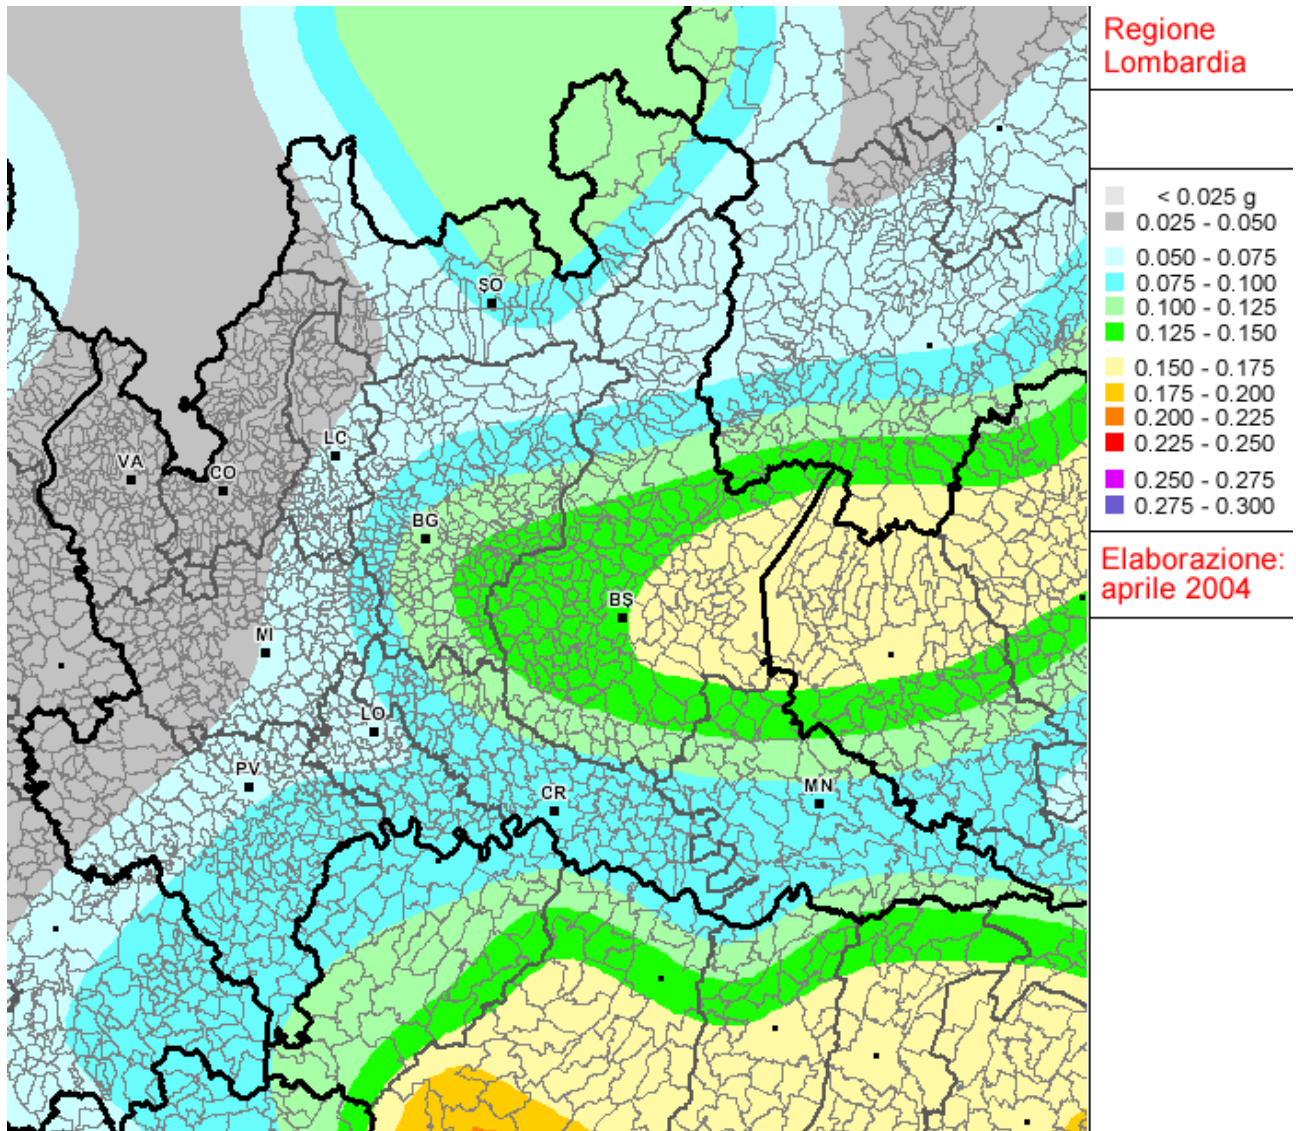 Regione
Lombardia
< 0.025 g
0.025 - 0.050
0.050 - 0.075
0.075 - 0.100
0.100 - 0.125
0.125 - 0.150
0.150 - 0.175
0.175 - 0.200
0.200 - 0.225
0.225 - 0.250
0.250 - 0.275
0.275 - 0.300
Elaborazione:
aprile 2004
SO
LC
VA
CO
BG
BS
MI
LO
PV
CR
MN